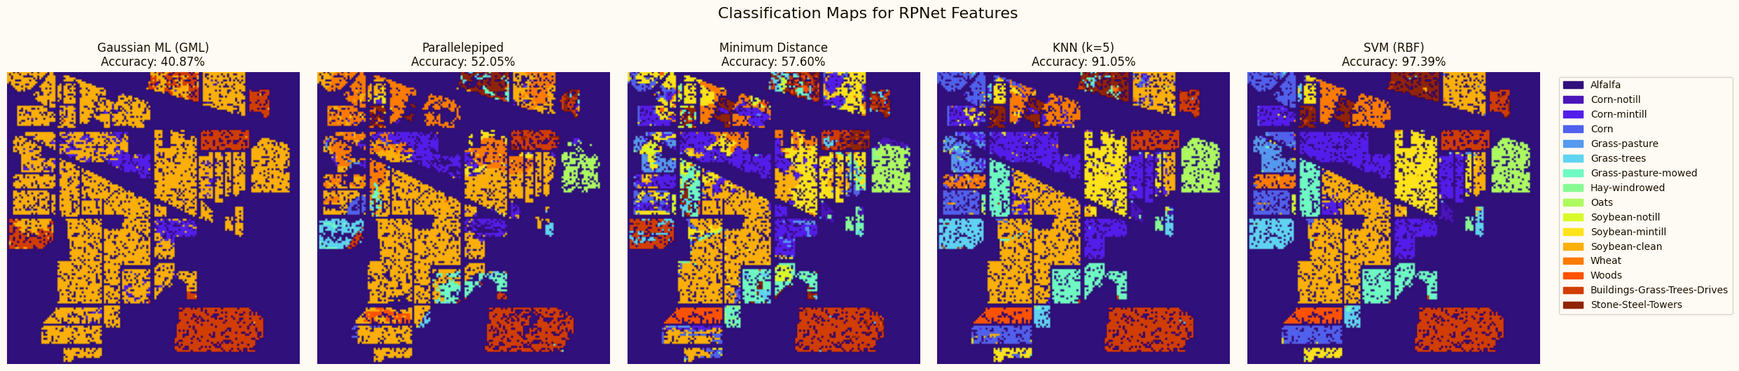 Classification Maps for RPNet Features
Gaussian ML (GML)
Accuracy: 40.87%
Parallelepiped
Accuracy: 52.05%
Minimum Distance
Accuracy: 57.60%
KNN (k=5)
Accuracy: 91.05%
SVM (RBF)
Accuracy: 97.39%
Alfalfa
Corn-notill
Corn-mintill
Corn
Grass-pasture
Grass-trees
Grass-pasture-mowed
Hay-windrowed
Oats
Soybean-notill
Soybean-mintill
Soybean-clean
Wheat
Woods
Buildings-Grass-Trees-Drives
Stone-Steel-Towers